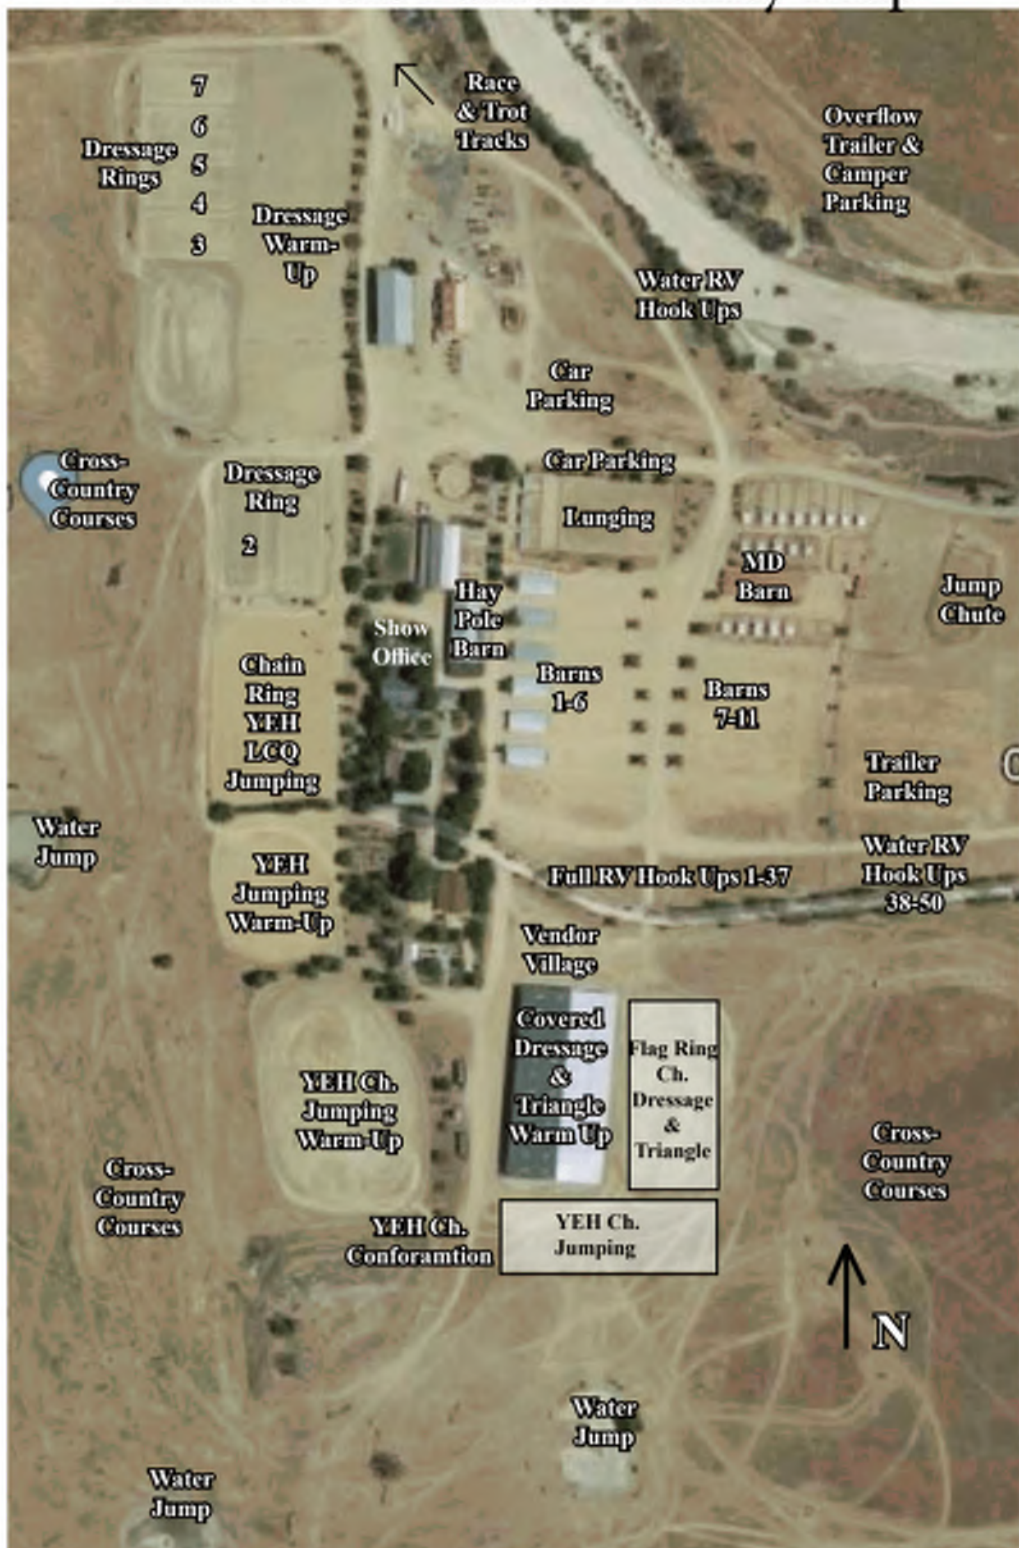 7
6
5
4
3
Dressage
Rings
Dressage
Warm-
Up
Race
& Trot
Tracks
Overflow
Trailer &
Camper
Parking
Water RV
Hook Ups
Car
Parking
Cross-
Country
Courses
Dressage
Ring
2
Car Parking
Lunging
MD
Barn
Jump
Chute
Hay
Pole
Barn
Show
Office
Chain
Ring
YEH
LCQ
Jumping
Barns
1-6
Barns
7-11
Trailer
Parking
Water
Jump
YEH
Jumping
Warm-Up
Full RV Hook Ups 1-37
Water RV
Hook Ups
38-50
Vendor
Village
Covered
Dressage
&
Triangle
Warm Up
Flag Ring
Ch.
Dressage
&
Triangle
YEH Ch.
Jumping
Warm-Up
Cross-
Country
Courses
Cross-
Country
Courses
YEH Ch.
Conforamtion
YEH Ch.
Jumping
N
Water
Jump
Water
Jump